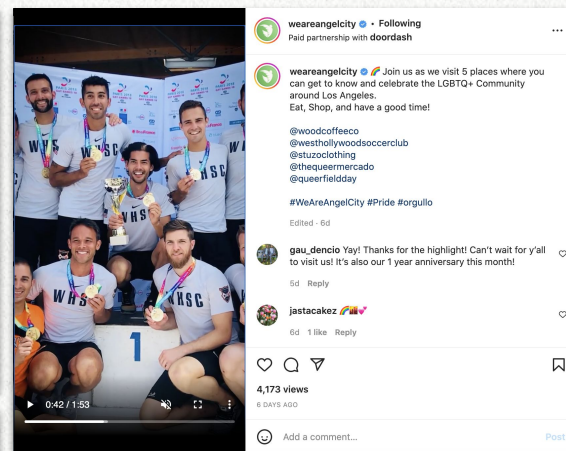 WHSC
WHSC
WHSC
WHSC
WHSC
1
0:42 / 1:53
weareangelcity • Following
Paid partnership with doordash
weareangelcity 🌈 Join us as we visit 5 places where you
can get to know and celebrate the LGBTQ+ Community
around Los Angeles.
Eat, Shop, and have a good time!
@woodcoffeeco
@westhollywoodsoccerclub
@stuzoclothing
@thequeermercado
@queerfieldday
#WeAreAngelCity #Pride #orgullo
Edited · 6d
gau_dencio Yay! Thanks for the highlight! Can't wait for y'all
to visit us! It's also our 1 year anniversary this month!
5d Reply
jastacakez
6d 1 like Reply
4,173 views
6 DAYS AGO
Add a comment...
Post